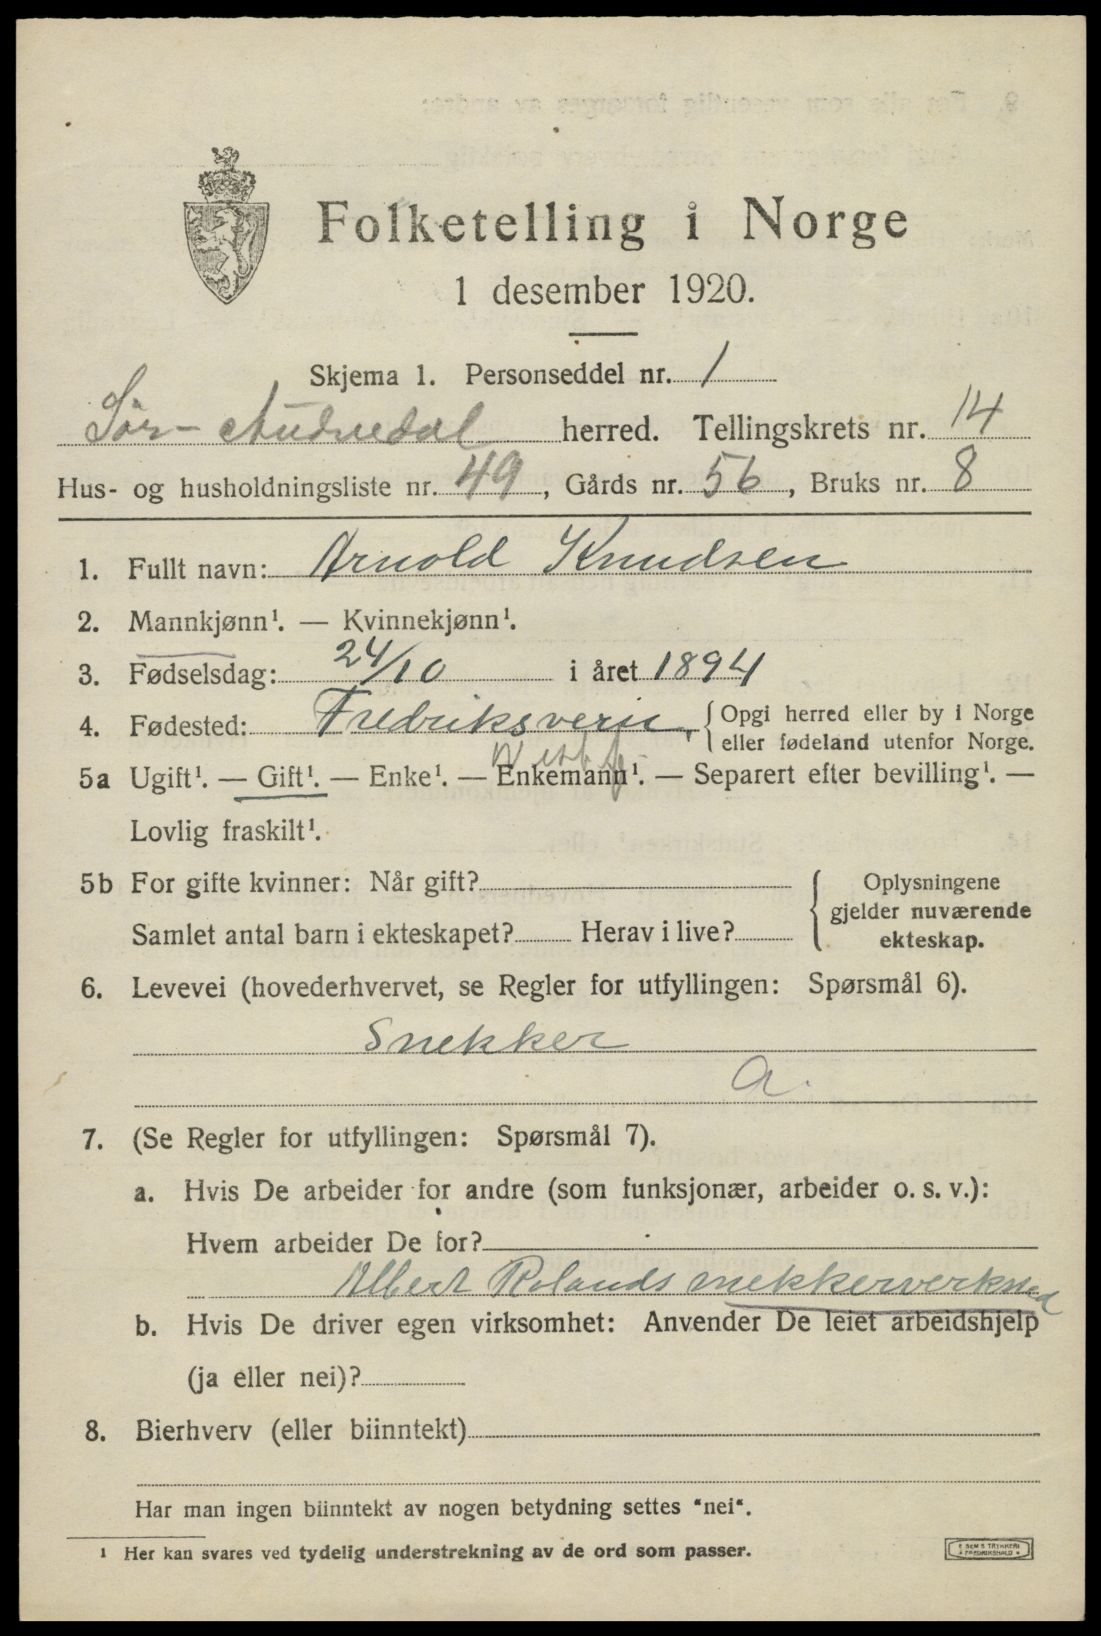 Folketelling i Norge
1 desember 1920.
Skjema 1. Personseddel nr. 1
Sør-Audnedal herred. Tellingskrets nr. 14
Hus- og husholdningsliste nr. 49, Gårds nr. 56, Bruks nr. 8
1. Fullt navn: Arnold Knudsen
2. Mannkjønn¹. — Kvinnekjønn¹.
3. Fødselsdag: 24/10 i året 1894
4. Fødested: Fredriksvern, { Opgi herred eller by i Norge
eller fødeland utenfor Norge.
Vestf.
5a Ugift¹. — Gift¹. — Enke¹. — Enkemann¹. — Separert efter bevilling¹. —
Lovlig fraskilt¹.
5b For gifte kvinner: Når gift?
Samlet antal barn i ekteskapet? Herav i live?
{ Oplysningene
gjelder nuværende
ekteskap.
6. Levevei (hovederhvervet, se Regler for utfyllingen: Spørsmål 6).
Snekker
a.
7. (Se Regler for utfyllingen: Spørsmål 7).
a. Hvis De arbeider for andre (som funksjonær, arbeider o. s. v.):
Hvem arbeider De for?
Albert Rolands snekkerverksted
b. Hvis De driver egen virksomhet: Anvender De leiet arbeidshjelp
(ja eller nei)?
8. Bierhverv (eller biinntekt)
Har man ingen biinntekt av nogen betydning settes "nei".
¹ Her kan svares ved tydelig understrekning av de ord som passer.
SEM'S TRYKKERI
FREDRIKSHALD